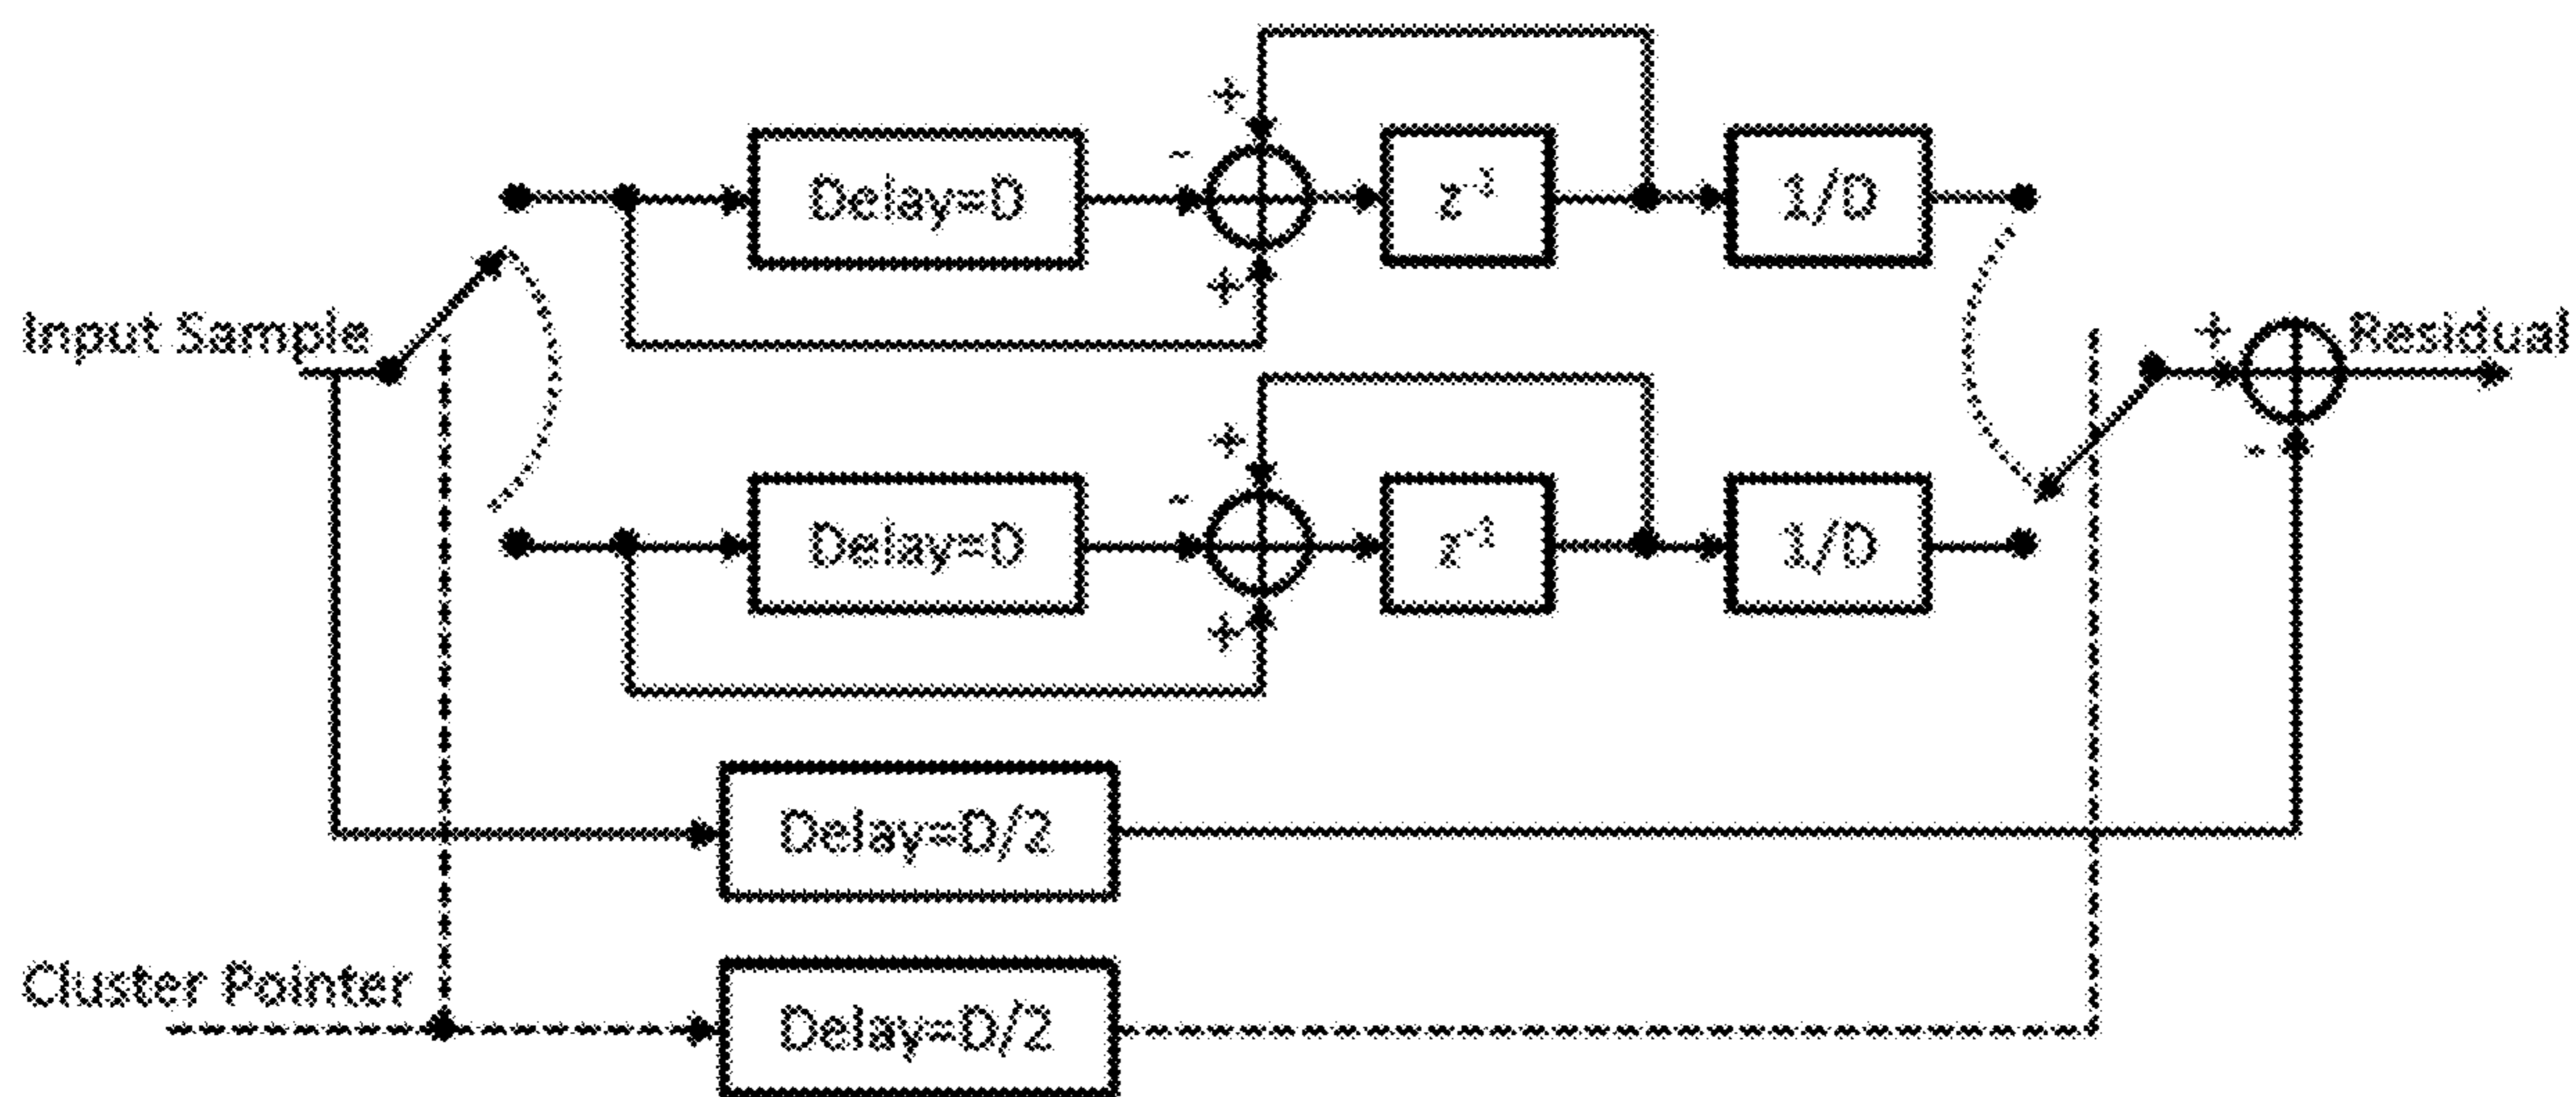 +
-
Delay=D
z⁻¹
1/D
+
Input Sample
+
Residual
+
-
-
Delay=D
z⁻¹
1/D
+
Delay=D/2
Cluster Pointer
Delay=D/2